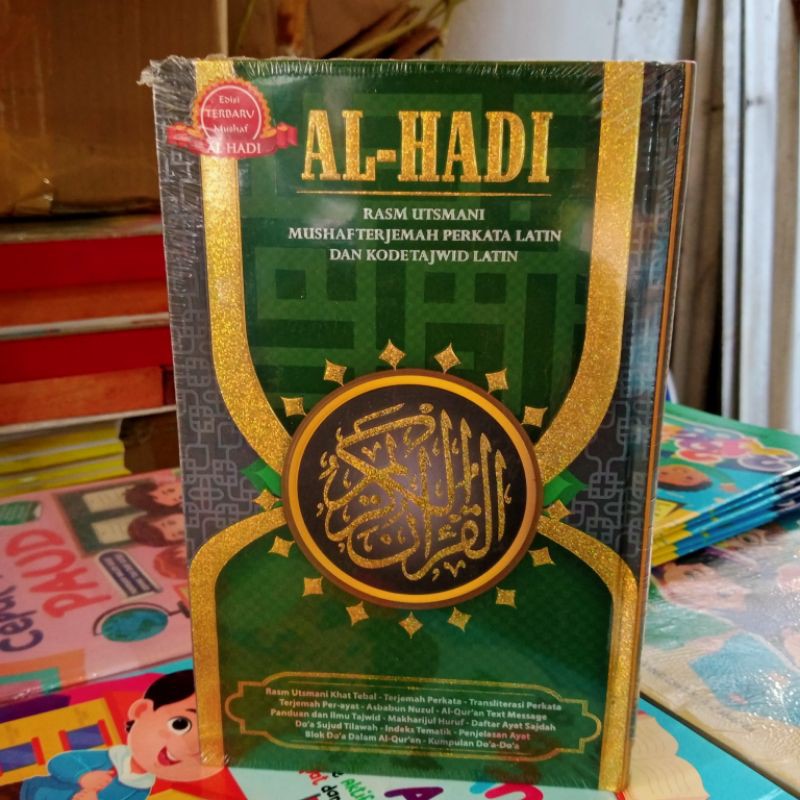 Edisi
TERBARU
Mushaf
AL HADI
AL-HADI
RASM UTSMANI
MUSHAF TERJEMAH PERKATA LATIN
DAN KODE TAJWID LATIN
القرآن الكريم
Rasm Utsmani Khat Tebal - Terjemah Perkata - Transliterasi Perkata
Terjemah Per-ayat - Asbabun Nuzul - Al-Qur'an Text Message
Panduan dan Ilmu Tajwid - Makharijul Huruf - Daftar Ayat Sajdah
Do'a Sujud Tilawah - Indeks Tematik - Penjelasan Ayat
Blok Do'a Dalam Al-Qur'an - Kumpulan Do'a-Do'a
PAUD